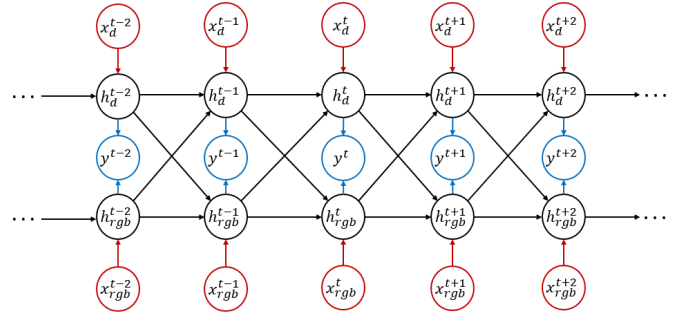 x_d^{t-2} x_d^{t-1} x_d^t x_d^{t+1} x_d^{t+2}
... h_d^{t-2} h_d^{t-1} h_d^t h_d^{t+1} h_d^{t+2} ...
y^{t-2} y^{t-1} y^t y^{t+1} y^{t+2}
... h_{rgb}^{t-2} h_{rgb}^{t-1} h_{rgb}^t h_{rgb}^{t+1} h_{rgb}^{t+2} ...
x_{rgb}^{t-2} x_{rgb}^{t-1} x_{rgb}^t x_{rgb}^{t+1} x_{rgb}^{t+2}